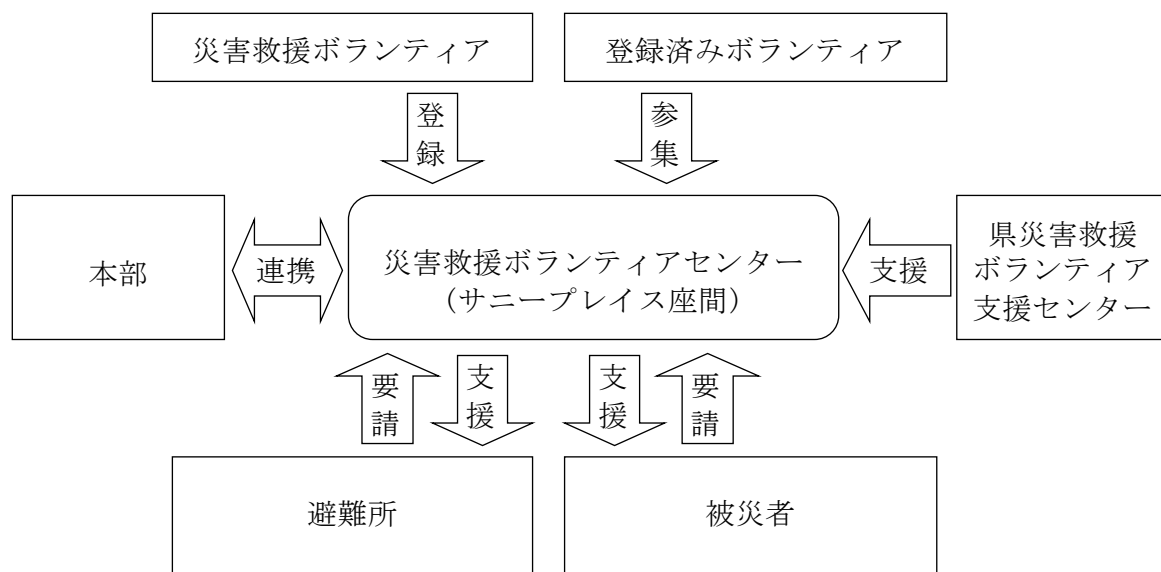 災害救援ボランティア
登録済みボランティア
登録
参集
本部
連携
災害救援ボランティアセンター
（サニープレイス座間）
支援
県災害救援
ボランティア
支援センター
要請
支援
支援
要請
避難所
被災者